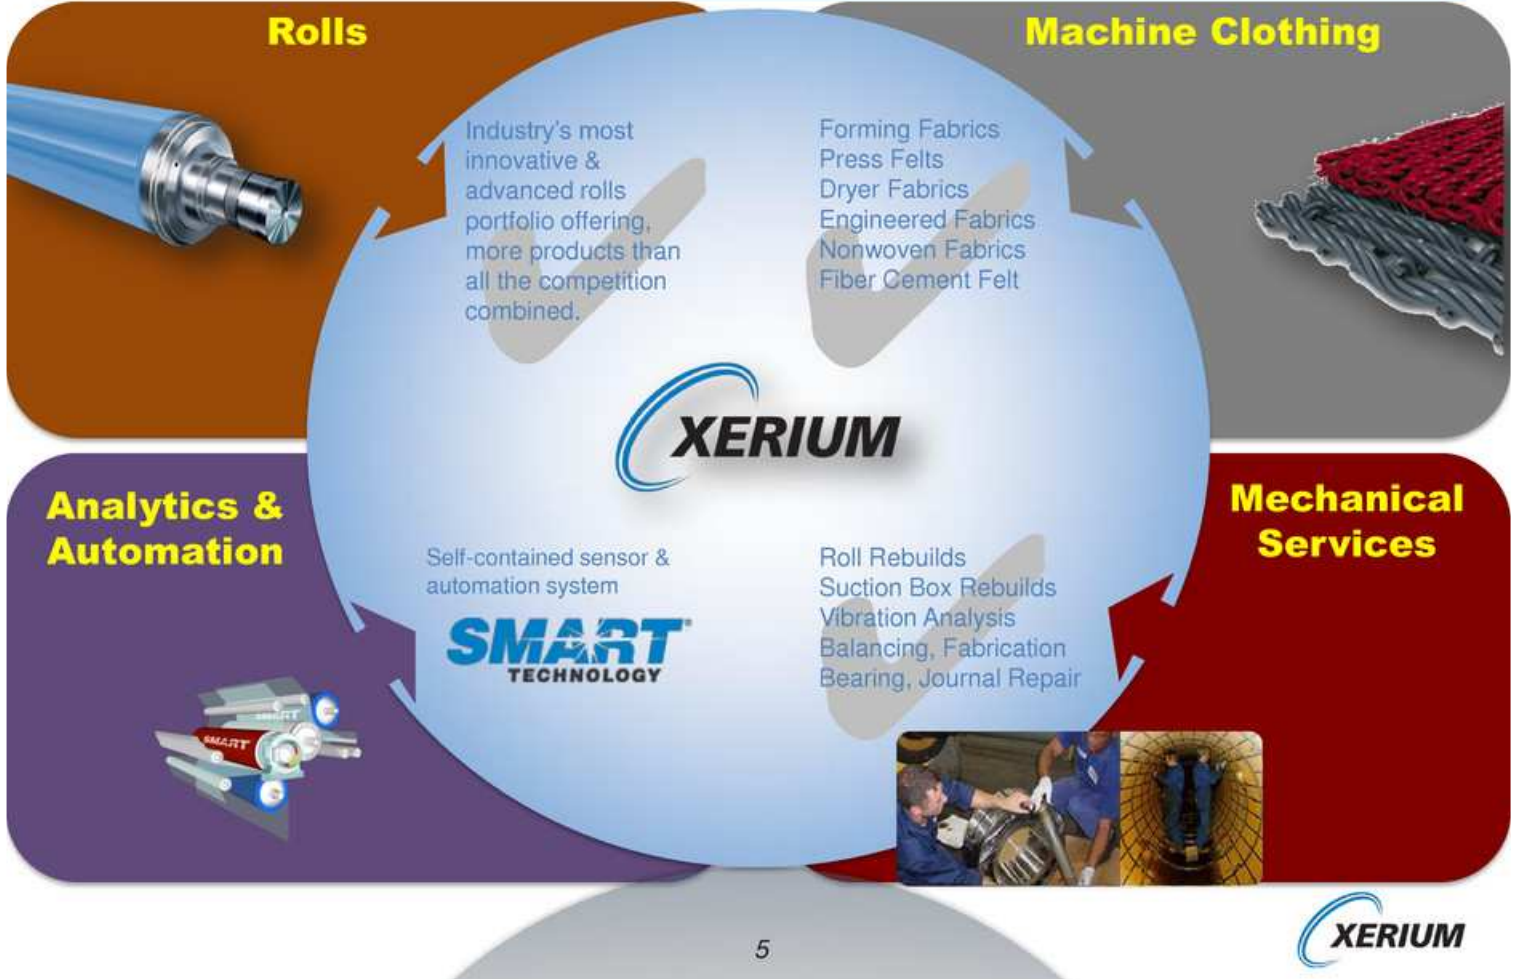 Rolls
Machine Clothing
Industry's most
innovative &
advanced rolls
portfolio offering,
more products than
all the competition
combined.
Forming Fabrics
Press Felts
Dryer Fabrics
Engineered Fabrics
Nonwoven Fabrics
Fiber Cement Felt
XERIUM
Analytics &
Automation
Mechanical
Services
Self-contained sensor &
automation system
SMART®
TECHNOLOGY
Roll Rebuilds
Suction Box Rebuilds
Vibration Analysis
Balancing, Fabrication
Bearing, Journal Repair
SMART
SMART
5
XERIUM